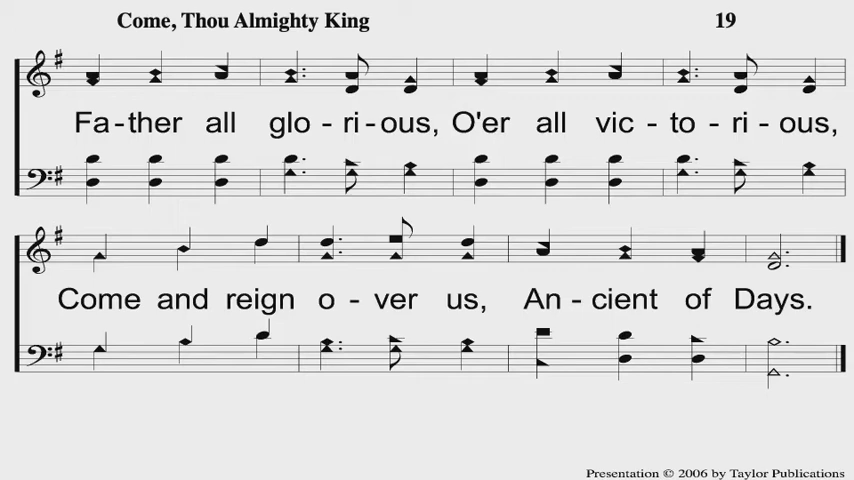 Come, Thou Almighty King 19
Fa-ther all glo - ri-ous, O'er all vic - to - ri - ous,
Come and reign o - ver us, An - cient of Days.
Presentation © 2006 by Taylor Publications